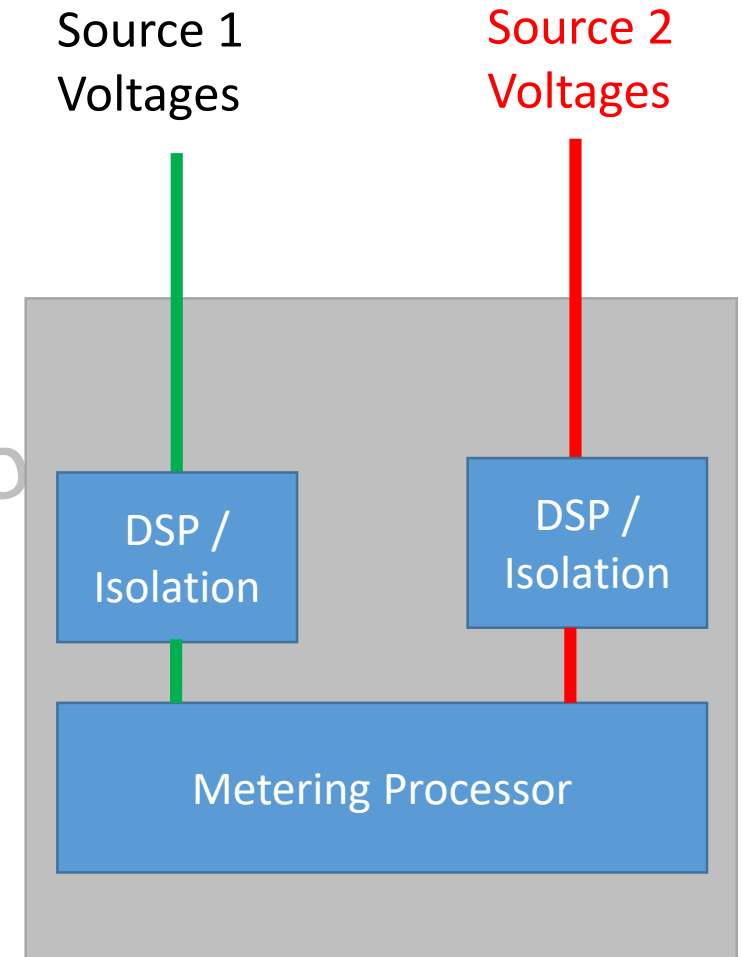 Source 1
Voltages
Source 2
Voltages
DSP /
Isolation
DSP /
Isolation
Metering Processor